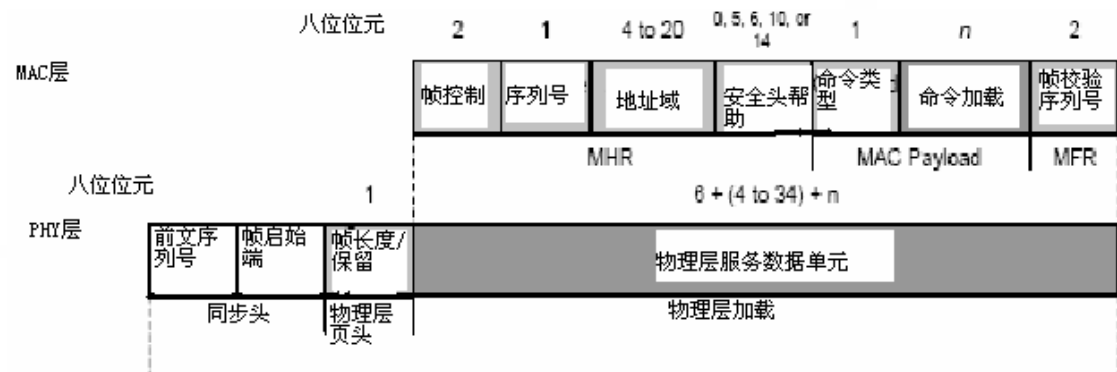 八位位元 2 1 4 to 20 0, 5, 6, 10, or 14 1 n 2
MAC层
帧控制 序列号 地址域 安全头帮助 命令类型 命令加载 帧校验序列号
MHR MAC Payload MFR
八位位元 1 6 + (4 to 34) + n
PHY层
前文序列号 帧启始端 帧长度/保留 物理层服务数据单元
同步头 物理层页头 物理层加载